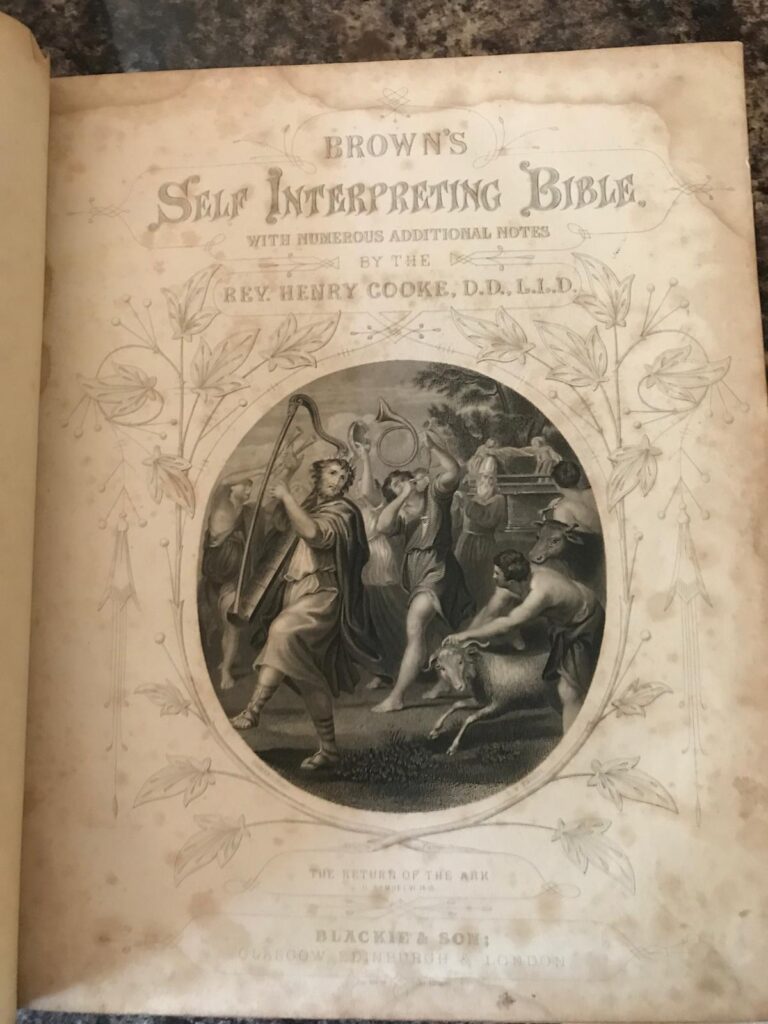 BROWN'S
SELF INTERPRETING BIBLE.
WITH NUMEROUS ADDITIONAL NOTES
BY THE
REV. HENRY COOKE, D.D., L.L.D.
THE RETURN OF THE ARK
BLACKIE & SON;
GLASGOW, EDINBURGH & LONDON